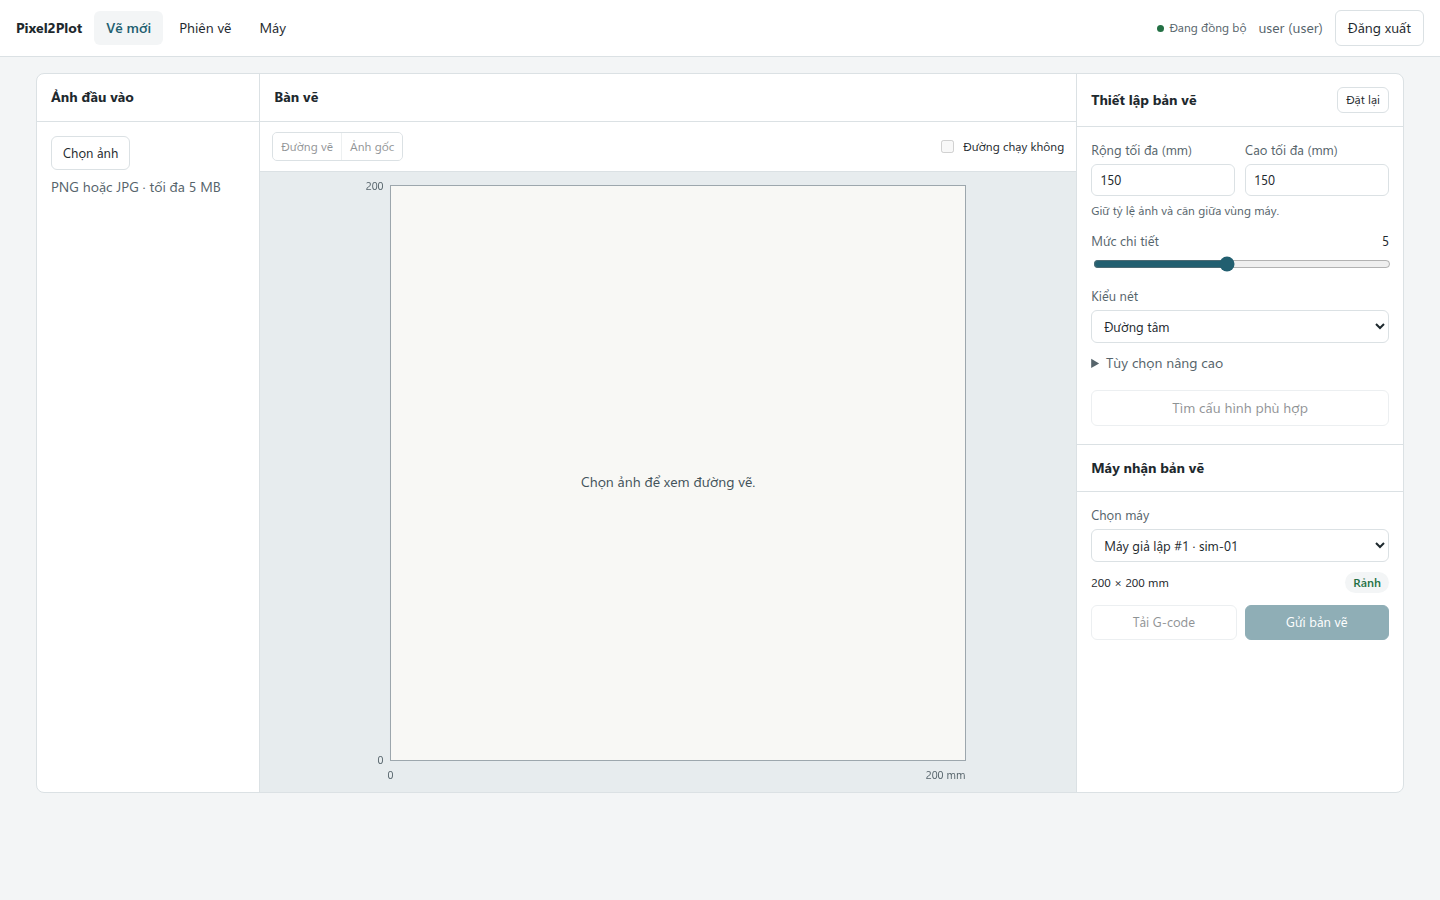 Pixel2Plot
Vẽ mới
Phiên vẽ
Máy
Đang đồng bộ
user (user)
Đăng xuất
Ảnh đầu vào
Chọn ảnh
PNG hoặc JPG · tối đa 5 MB
Bàn vẽ
Đường vẽ
Ảnh gốc
Đường chạy không
200
Chọn ảnh để xem đường vẽ.
0
0
200 mm
Thiết lập bản vẽ
Đặt lại
Rộng tối đa (mm)
Cao tối đa (mm)
150
150
Giữ tỷ lệ ảnh và căn giữa vùng máy.
Mức chi tiết
5
Kiểu nét
Đường tâm
Tùy chọn nâng cao
Tìm cấu hình phù hợp
Máy nhận bản vẽ
Chọn máy
Máy giả lập #1 · sim-01
200 × 200 mm
Rảnh
Tải G-code
Gửi bản vẽ